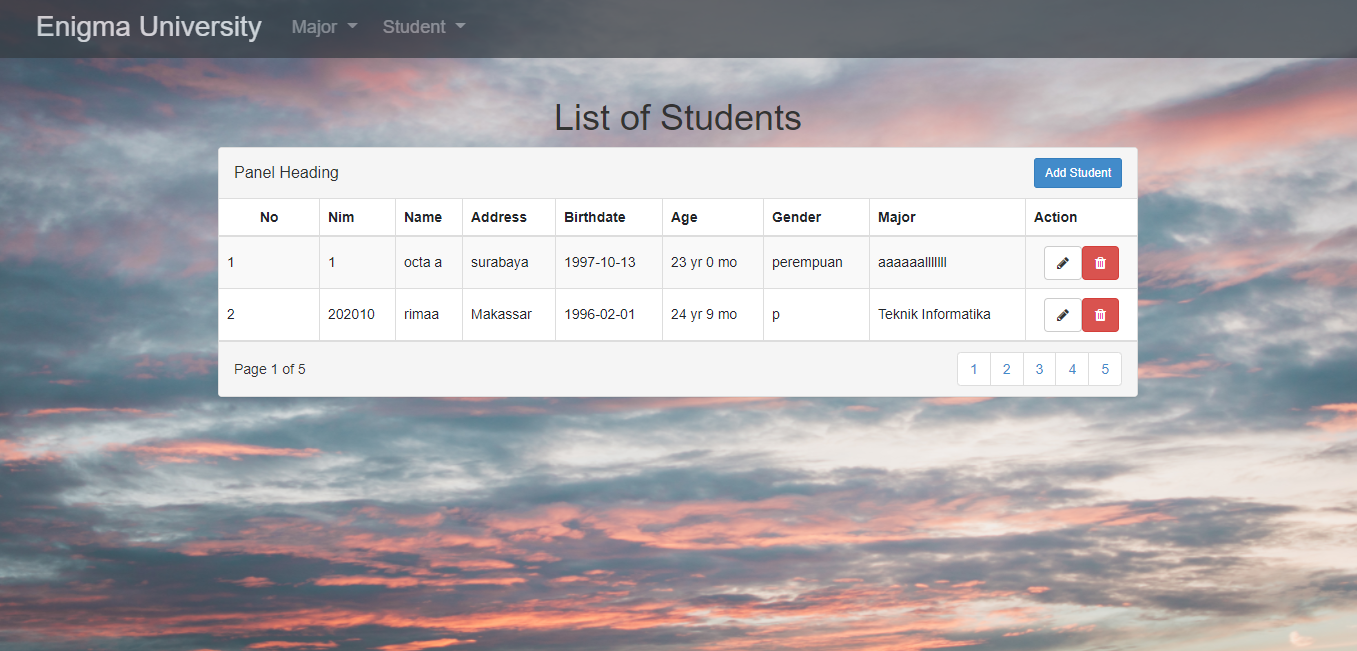 Enigma University Major Student
List of Students
Panel Heading Add Student
No Nim Name Address Birthdate Age Gender Major Action
1 1 octa a surabaya 1997-10-13 23 yr 0 mo perempuan aaaaaalllllll
2 202010 rimaa Makassar 1996-02-01 24 yr 9 mo p Teknik Informatika
Page 1 of 5 1 2 3 4 5